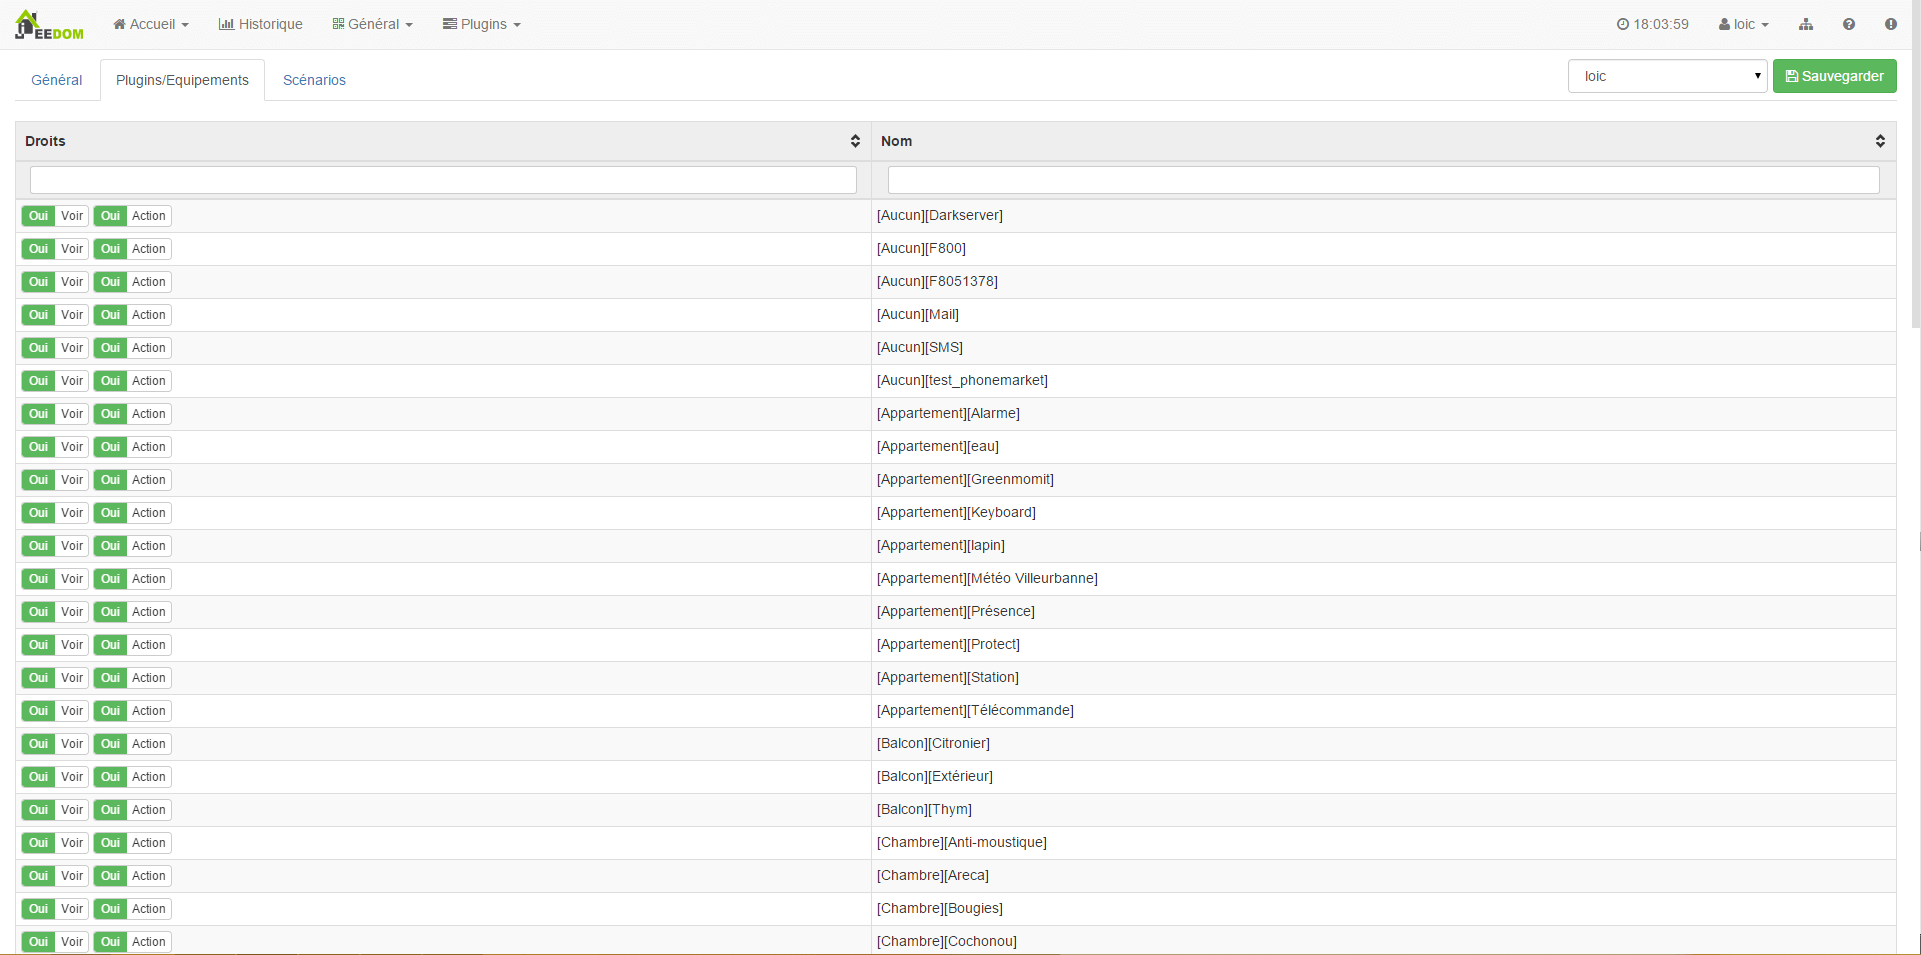 JEEDOM Accueil Historique Général Plugins 18:03:59 loic
Général Plugins/Equipements Scénarios loic Sauvegarder
Droits Nom
Oui Voir Oui Action [Aucun][Darkserver]
Oui Voir Oui Action [Aucun][F800]
Oui Voir Oui Action [Aucun][F8051378]
Oui Voir Oui Action [Aucun][Mail]
Oui Voir Oui Action [Aucun][SMS]
Oui Voir Oui Action [Aucun][test_phonemarket]
Oui Voir Oui Action [Appartement][Alarme]
Oui Voir Oui Action [Appartement][eau]
Oui Voir Oui Action [Appartement][Greenmomit]
Oui Voir Oui Action [Appartement][Keyboard]
Oui Voir Oui Action [Appartement][lapin]
Oui Voir Oui Action [Appartement][Météo Villeurbanne]
Oui Voir Oui Action [Appartement][Présence]
Oui Voir Oui Action [Appartement][Protect]
Oui Voir Oui Action [Appartement][Station]
Oui Voir Oui Action [Appartement][Télécommande]
Oui Voir Oui Action [Balcon][Citronier]
Oui Voir Oui Action [Balcon][Extérieur]
Oui Voir Oui Action [Balcon][Thym]
Oui Voir Oui Action [Chambre][Anti-moustique]
Oui Voir Oui Action [Chambre][Areca]
Oui Voir Oui Action [Chambre][Bougies]
Oui Voir Oui Action [Chambre][Cochonou]